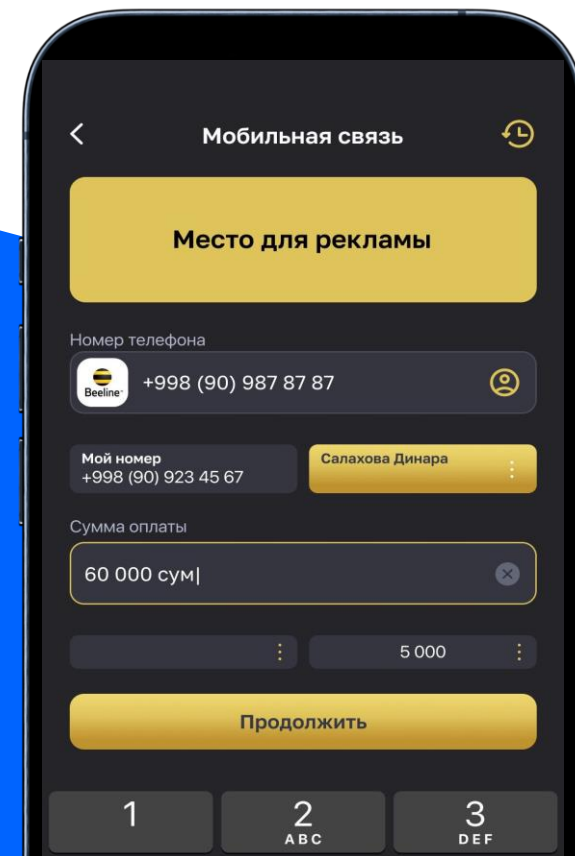 Мобильная связь
Место для рекламы
Номер телефона
Beeline
+998 (90) 987 87 87
Мой номер
+998 (90) 923 45 67
Салахова Динара
Сумма оплаты
60 000 сум
5 000
Продолжить
1
2
ABC
3
DEF